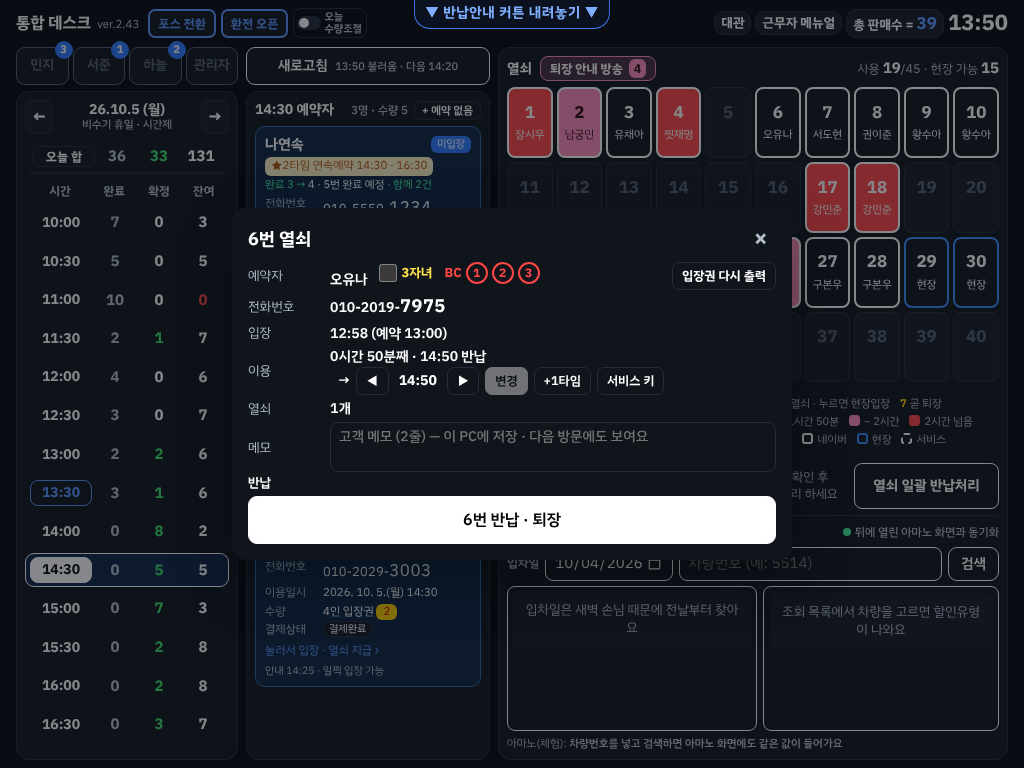 통합 데스크 ver.2.43 포스 전환 환전 오픈 오늘 수량조절
▼ 반납안내 커튼 내려놓기 ▼
대관 근무자 메뉴얼 총 판매수 = 39 13:50
민지 3 서준 1 하늘 2 관리자
← 26.10.5 (월) →
비수기 휴일 · 시간제
오늘 합 36 33 131
시간 완료 확정 잔여
10:00 7 0 3
10:30 5 0 5
11:00 10 0 0
11:30 2 1 7
12:00 4 0 6
12:30 3 0 7
13:00 2 2 6
13:30 3 1 6
14:00 0 8 2
14:30 0 5 5
15:00 0 7 3
15:30 0 2 8
16:00 0 2 8
16:30 0 3 7
새로고침 13:50 불러옴 · 다음 14:20
14:30 예약자 3명 · 수량 5 + 예약 없음
나연속 미입장
★2타임 연속예약 14:30 · 16:30
완료 3 → 4 · 5번 완료 예정 · 함께 2건
전화번호 010-5550-1234
6번 열쇠 ×
예약자 오유나 3자녀 BC 1 2 3 입장권 다시 출력
전화번호 010-2019-7975
입장 12:58 (예약 13:00)
이용 0시간 50분째 · 14:50 반납
→ ◀ 14:50 ▶ 변경 +1타임 서비스 키
열쇠 1개
메모 고객 메모 (2줄) — 이 PC에 저장 · 다음 방문에도 보여요
반납
6번 반납 · 퇴장
전화번호 010-2029-3003
이용일시 2026. 10. 5.(월) 14:30
수량 4인 입장권 2
결제상태 결제완료
눌러서 입장 · 열쇠 지급 ›
안내 14:25 · 일찍 입장 가능
열쇠 퇴장 안내 방송 4 사용 19/45 · 현장 가능 15
1 장시우
2 남궁민
3 유채아
4 찟재명
5
6 오유나
7 서도현
8 권이준
9 황수아
10 황수아
11 12 13 14 15 16
17 강민준
18 강민준
19 20
27 구본우
28 구본우
29 현장
30 현장
37 38 39 40
열쇠 · 누르면 현장입장 7 곧 퇴장
시간 50분 ~ 2시간 2시간 넘음
네이버 현장 서비스
확인 후
리 하세요
열쇠 일괄 반납처리
뒤에 열린 아마노 화면과 동기화
입차일 10/04/2026 차량번호 (예: 5514) 검색
입차일은 새벽 손님 때문에 전날부터 찾아
요
조회 목록에서 차량을 고르면 할인유형
이 나와요
아마노(체험): 차량번호를 넣고 검색하면 아마노 화면에도 같은 값이 들어가요